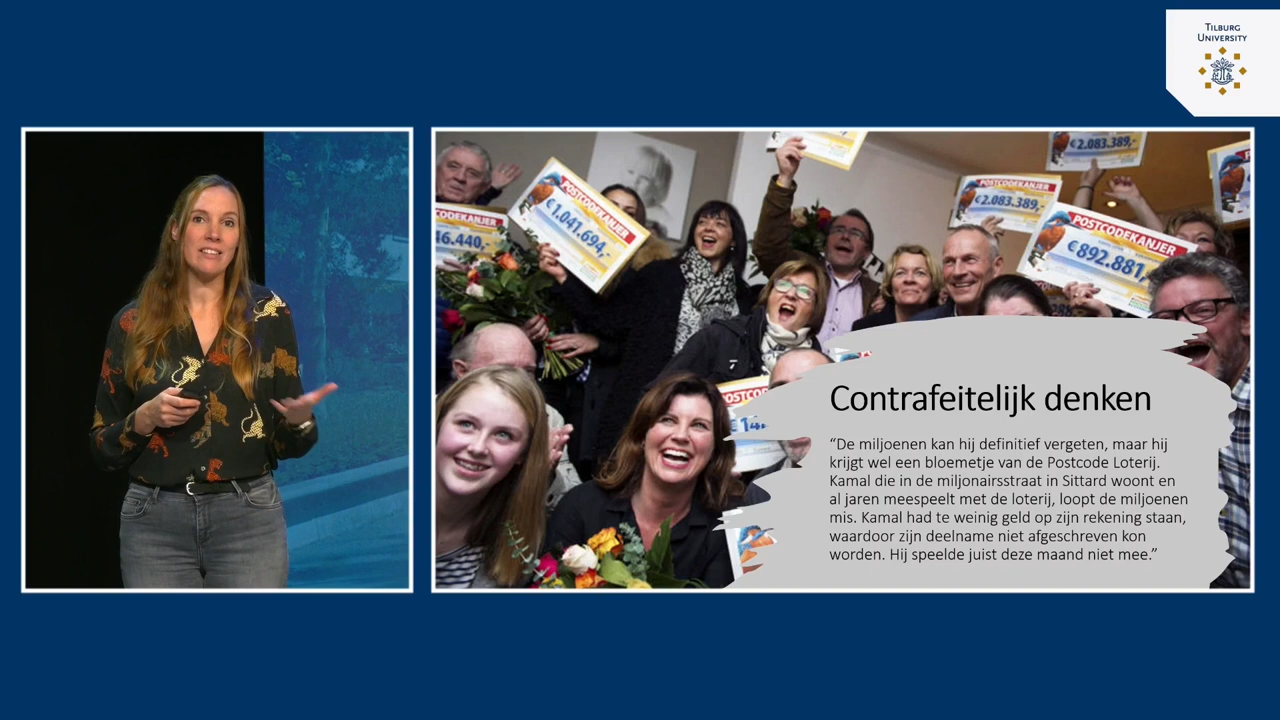 TILBURG
UNIVERSITY
POSTCODEKANJER
€1.041.694,-
CODEKANJER
46.440,-
€2.083.389,-
POSTCODEKANJER
€2.083.389,-
POSTCODEKANJER
€892.881,-
POSTCO
Contrafeitelijk denken
“De miljoenen kan hij definitief vergeten, maar hij
krijgt wel een bloemetje van de Postcode Loterij.
Kamal die in de miljonairsstraat in Sittard woont en
al jaren meespeelt met de loterij, loopt de miljoenen
mis. Kamal had te weinig geld op zijn rekening staan,
waardoor zijn deelname niet afgeschreven kon
worden. Hij speelde juist deze maand niet mee.”